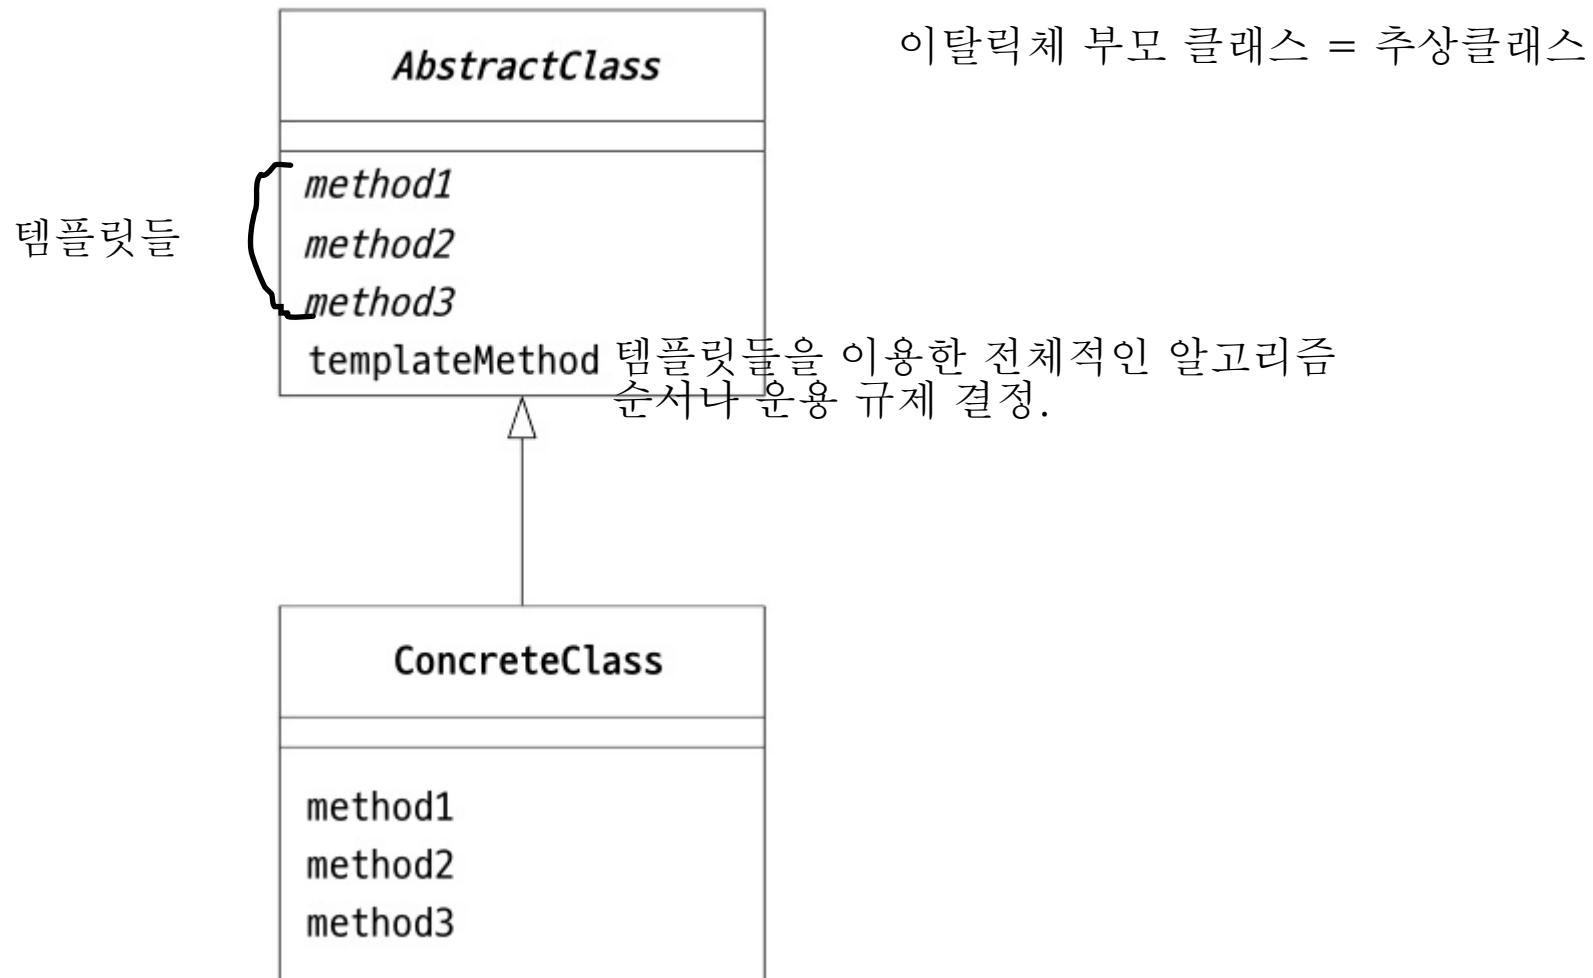 AbstractClass
이탈릭체 부모 클래스 = 추상클래스
method1
method2
템플릿들
method3
templateMethod
템플릿들을 이용한 전체적인 알고리즘
순서나 운용 규제 결정.
ConcreteClass
method1
method2
method3